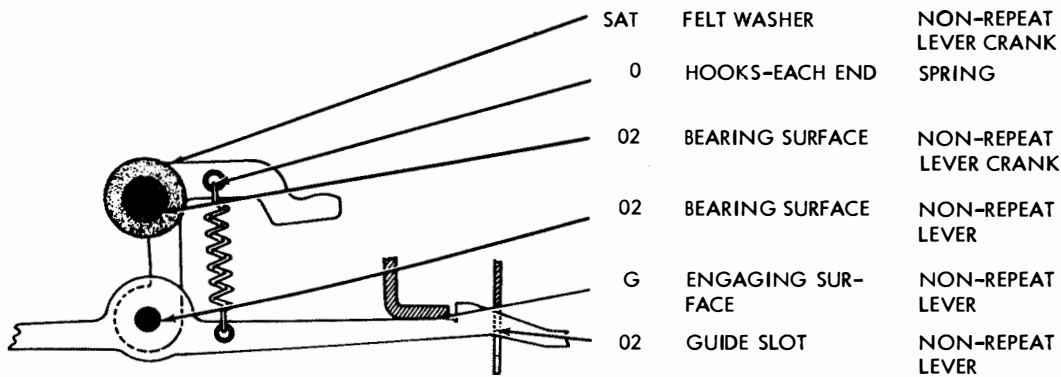 SAT FELT WASHER NON-REPEAT
LEVER CRANK
0 HOOKS-EACH END SPRING
02 BEARING SURFACE NON-REPEAT
LEVER CRANK
02 BEARING SURFACE NON-REPEAT
LEVER
G ENGAGING SUR- NON-REPEAT
FACE LEVER
02 GUIDE SLOT NON-REPEAT
LEVER